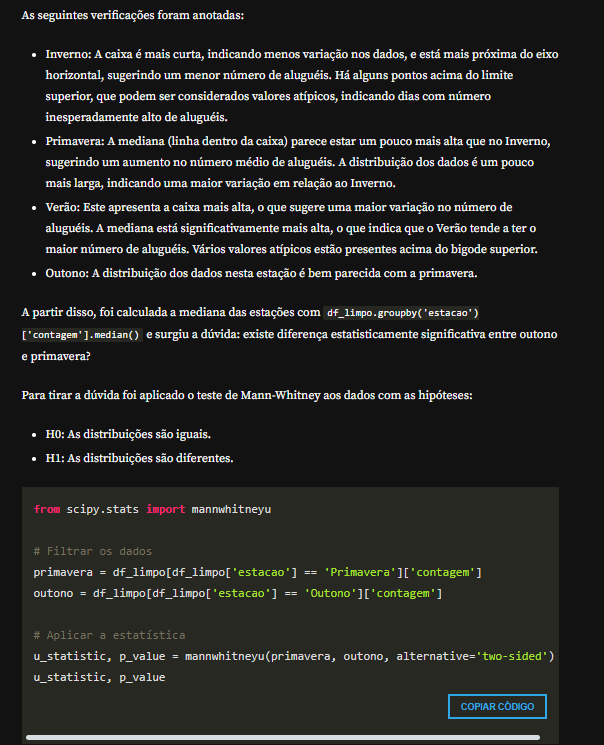 As seguintes verificações foram anotadas:
• Inverno: A caixa é mais curta, indicando menos variação nos dados, e está mais próxima do eixo
horizontal, sugerindo um menor número de aluguéis. Há alguns pontos acima do limite
superior, que podem ser considerados valores atípicos, indicando dias com número
inesperadamente alto de aluguéis.
• Primavera: A mediana (linha dentro da caixa) parece estar um pouco mais alta que no Inverno,
sugerindo um aumento no número médio de aluguéis. A distribuição dos dados é um pouco
mais larga, indicando uma maior variação em relação ao Inverno.
• Verão: Este apresenta a caixa mais alta, o que sugere uma maior variação no número de
aluguéis. A mediana está significativamente mais alta, o que indica que o Verão tende a ter o
maior número de aluguéis. Vários valores atípicos estão presentes acima do bigode superior.
• Outono: A distribuição dos dados nesta estação é bem parecida com a primavera.
A partir disso, foi calculada a mediana das estações com df_limpo.groupby('estacao')
['contagem'].median() e surgiu a dúvida: existe diferença estatisticamente significativa entre outono
e primavera?
Para tirar a dúvida foi aplicado o teste de Mann-Whitney aos dados com as hipóteses:
• H0: As distribuições são iguais.
• H1: As distribuições são diferentes.
from scipy.stats import mannwhitneyu
# Filtrar os dados
primavera = df_limpo[df_limpo['estacao'] == 'Primavera']['contagem']
outono = df_limpo[df_limpo['estacao'] == 'Outono']['contagem']
# Aplicar a estatística
u_statistic, p_value = mannwhitneyu(primavera, outono, alternative='two-sided')
u_statistic, p_value
COPIAR CÓDIGO